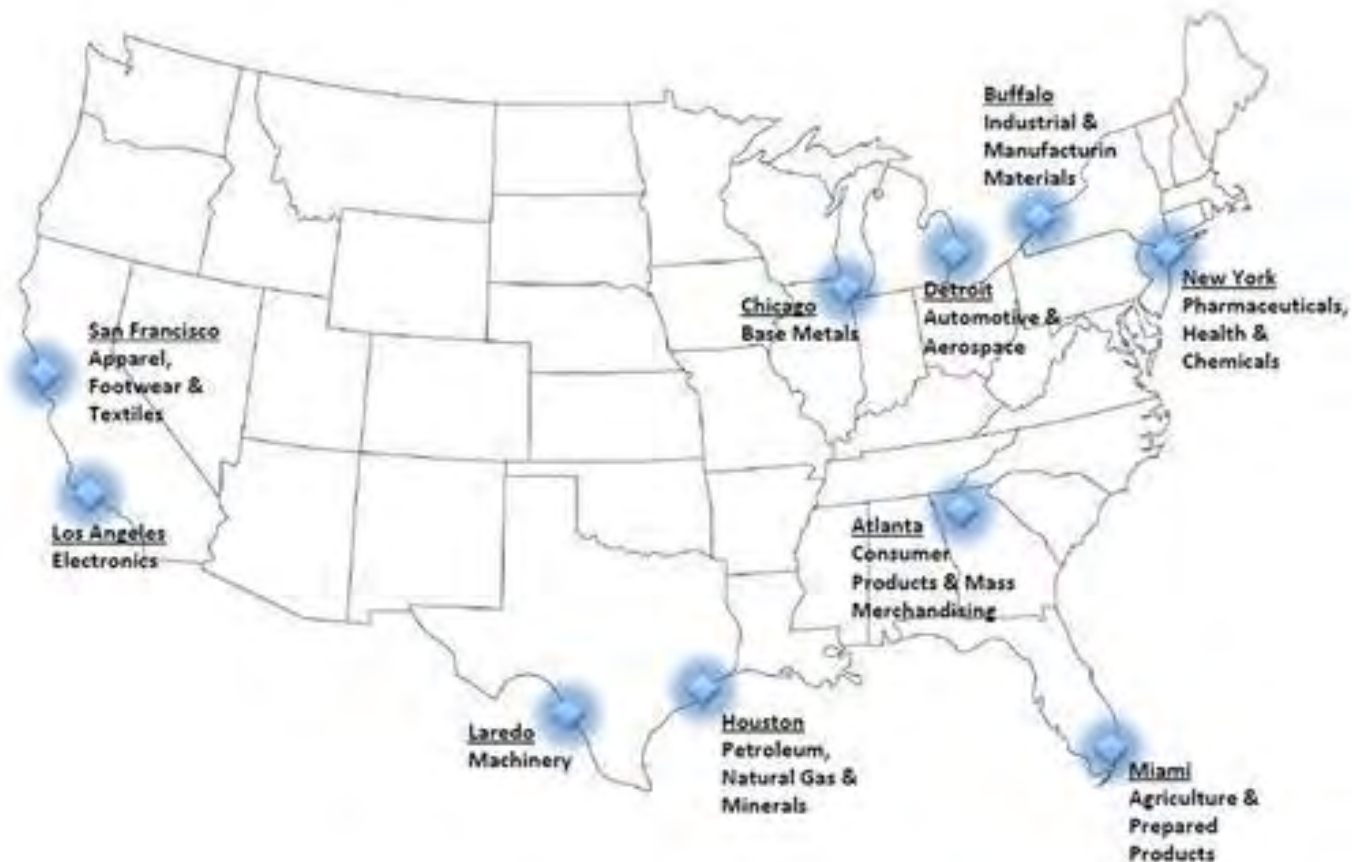 Buffalo
Industrial &
Manufacturin
Materials
New York
Pharmaceuticals,
Health &
Chemicals
Detroit
Automotive &
Aerospace
Chicago
Base Metals
San Francisco
Apparel,
Footwear &
Textiles
Los Angeles
Electronics
Atlanta
Consumer
Products & Mass
Merchandising
Laredo
Machinery
Houston
Petroleum,
Natural Gas &
Minerals
Miami
Agriculture &
Prepared
Products